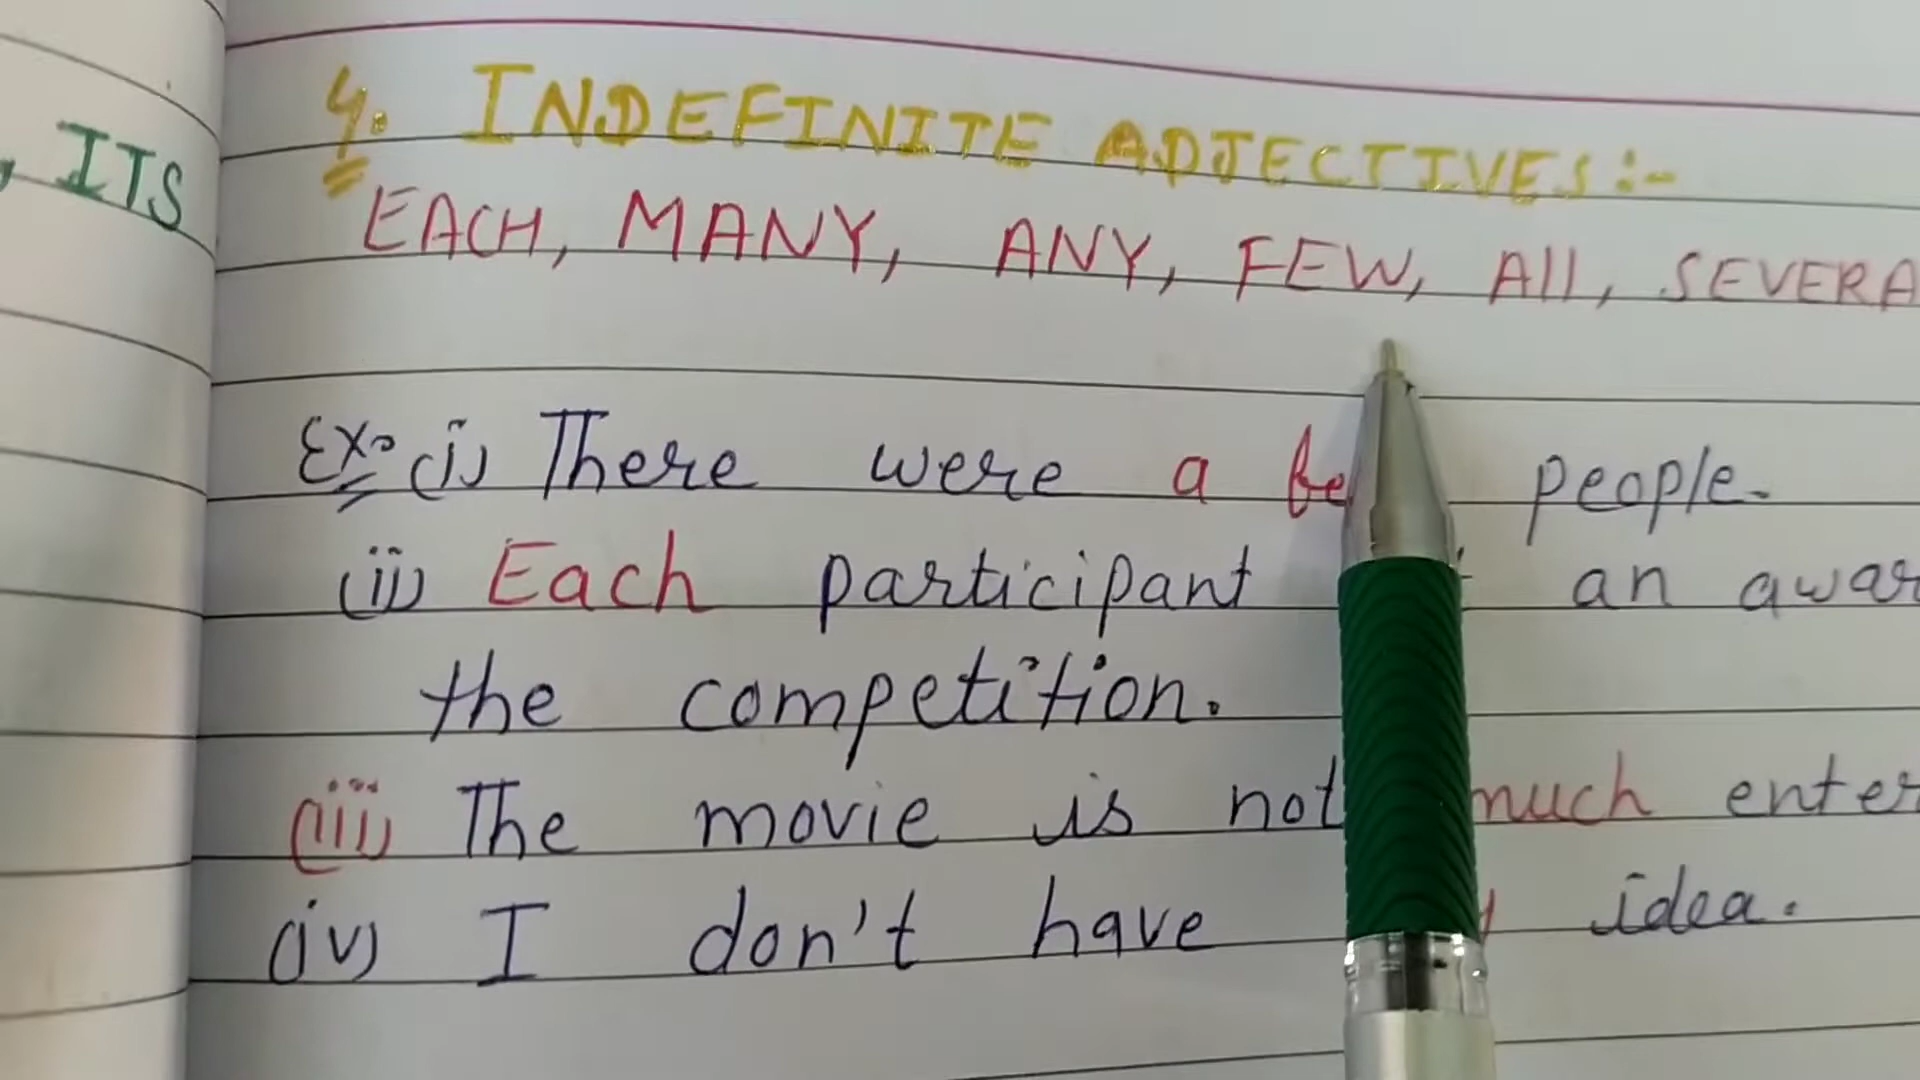 , ITS
4. INDEFINITE ADJECTIVES:-
EACH, MANY, ANY, FEW, All, SEVERA
Ex. (i) There were a people.
(ii) Each participant an awar
the competition.
(iii) The movie is not much enter
(iv) I don't have idea.